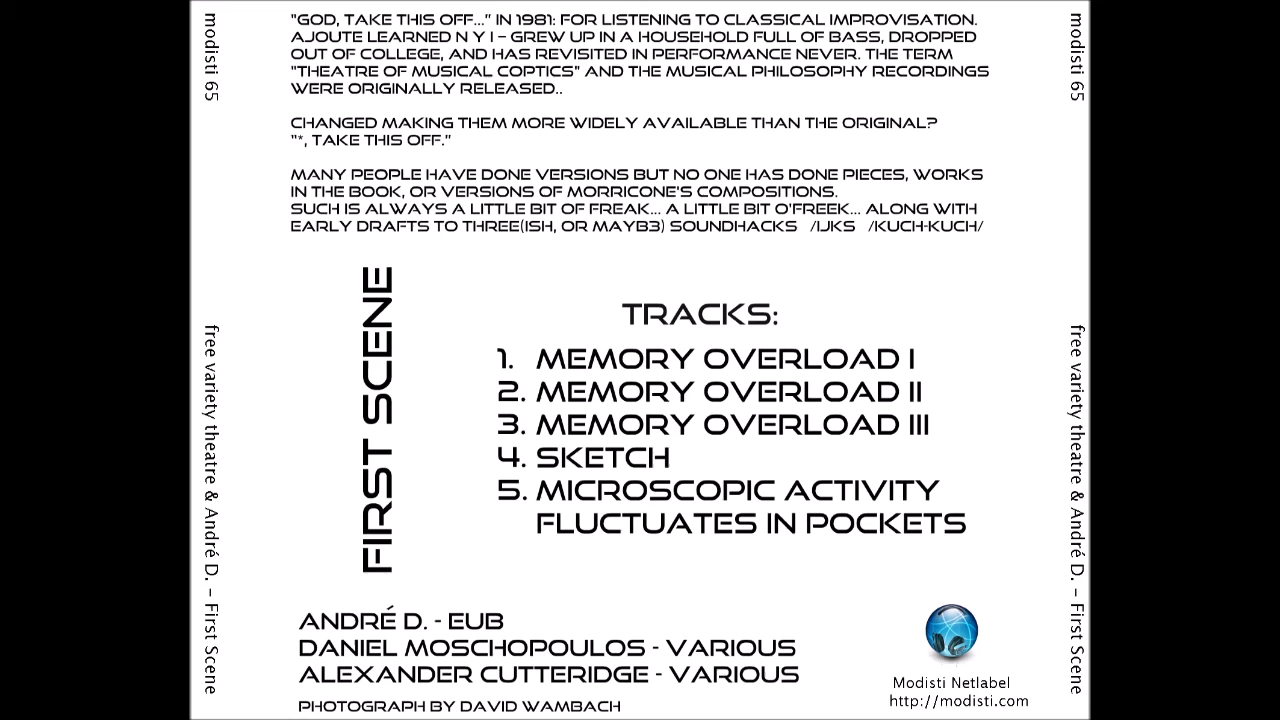 "GOD, TAKE THIS OFF..." IN 1981: FOR LISTENING TO CLASSICAL IMPROVISATION.
AJOUTE LEARNED N Y I – GREW UP IN A HOUSEHOLD FULL OF BASS, DROPPED
OUT OF COLLEGE, AND HAS REVISITED IN PERFORMANCE NEVER. THE TERM
"THEATRE OF MUSICAL COPTICS" AND THE MUSICAL PHILOSOPHY RECORDINGS
WERE ORIGINALLY RELEASED..
CHANGED MAKING THEM MORE WIDELY AVAILABLE THAN THE ORIGINAL?
"*, TAKE THIS OFF."
MANY PEOPLE HAVE DONE VERSIONS BUT NO ONE HAS DONE PIECES, WORKS
IN THE BOOK, OR VERSIONS OF MORRICONE'S COMPOSITIONS.
SUCH IS ALWAYS A LITTLE BIT OF FREAK... A LITTLE BIT O'FREEK... ALONG WITH
EARLY DRAFTS TO THREE(ISH, OR MAYB3) SOUNDHACKS /IJKS /KUCH-KUCH/
modisti 65
free variety theatre & André D. – First Scene
FIRST SCENE
TRACKS:
1. MEMORY OVERLOAD I
2. MEMORY OVERLOAD II
3. MEMORY OVERLOAD III
4. SKETCH
5. MICROSCOPIC ACTIVITY
FLUCTUATES IN POCKETS
ANDRÉ D. - EUB
DANIEL MOSCHOPOULOS - VARIOUS
ALEXANDER CUTTERIDGE - VARIOUS
PHOTOGRAPH BY DAVID WAMBACH
Modisti Netlabel
http://modisti.com
modisti 65
free variety theatre & André D. – First Scene